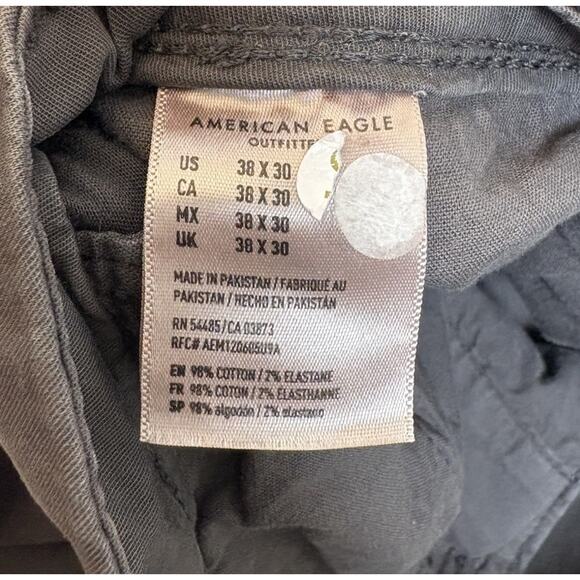 AMERICAN EAGLE
OUTFITTE
US 38 X 30
CA 38 X 30
MX 38 X 30
UK 38 X 30
MADE IN PAKISTAN / FABRIQUÉ AU
PAKISTAN / HECHO EN PAKISTÁN
RN 54485 / CA 03873
RFC# AEM120605U9A
EN 98% COTTON / 2% ELASTANE
FR 98% COTON / 2% ELASTHANNE
SP 98% algodón / 2% elastano